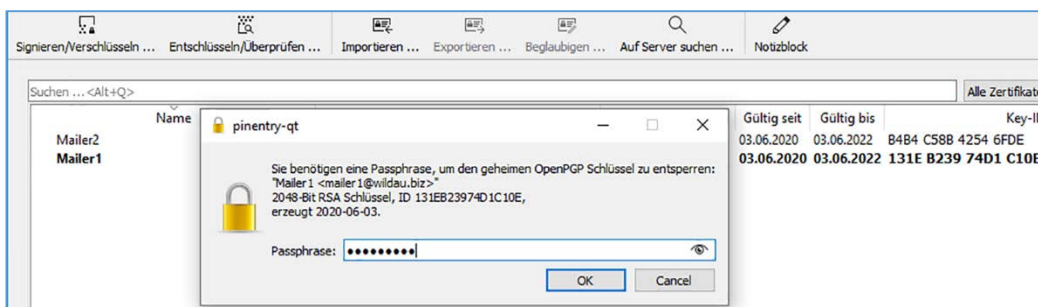 Signieren/Verschlüsseln ... Entschlüsseln/Überprüfen ... Importieren ... Exportieren ... Beglaubigen ... Auf Server suchen ... Notizblock
Suchen ... <Alt+Q> Alle Zertifikate
Name Gültig seit Gültig bis Key-I
Mailer2 03.06.2020 03.06.2022 B4B4 C58B 4254 6FDE
Mailer1 03.06.2020 03.06.2022 131E B239 74D1 C10E
pinentry-qt
Sie benötigen eine Passphrase, um den geheimen OpenPGP Schlüssel zu entsperren:
"Mailer1 <mailer1@wildau.biz>"
2048-Bit RSA Schlüssel, ID 131EB23974D1C10E,
erzeugt 2020-06-03.
Passphrase: ●●●●●●●●●
OK Cancel